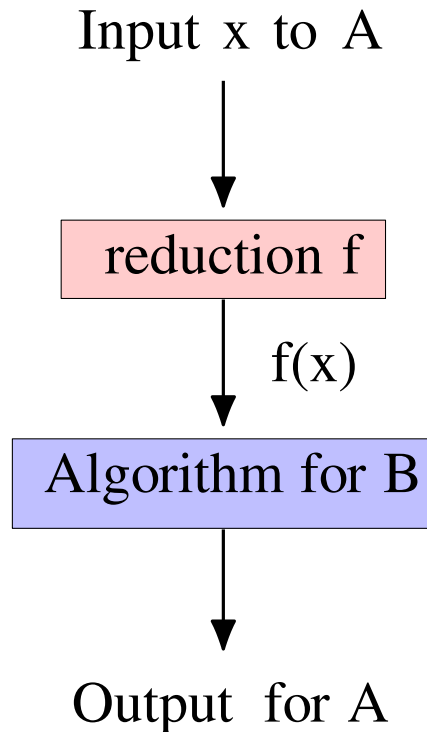 Input x to A
reduction f
f(x)
Algorithm for B
Output for A